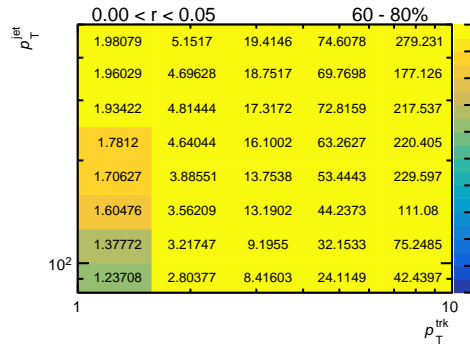 0.00 < r < 0.05 60 - 80%
p_T^jet
1.98079 5.1517 19.4146 74.6078 279.231
1.96029 4.69628 18.7517 69.7698 177.126
1.93422 4.81444 17.3172 72.8159 217.537
1.7812 4.64044 16.1002 63.2627 220.405
1.70627 3.88551 13.7538 53.4443 229.597
1.60476 3.56209 13.1902 44.2373 111.08
1.37772 3.21747 9.1955 32.1533 75.2485
10²
1.23708 2.80377 8.41603 24.1149 42.4397
1 10
p_T^trk